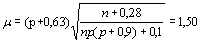 μ = (p+0,63)√((n+0,28)/(np(p+0,9)+0,1)) = 1,50